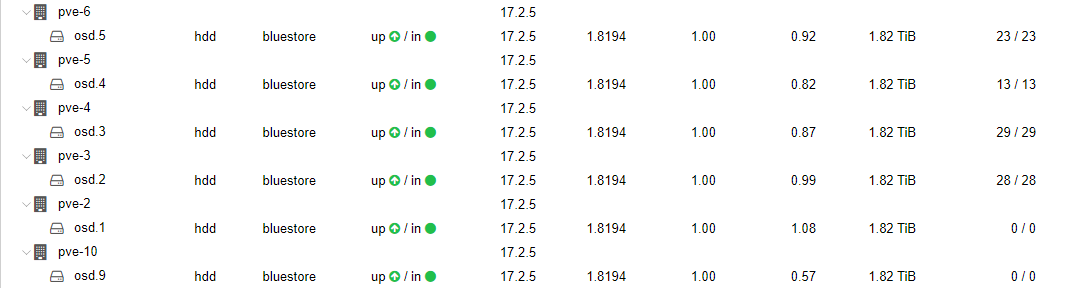 pve-6 17.2.5
osd.5 hdd bluestore up / in 17.2.5 1.8194 1.00 0.92 1.82 TiB 23 / 23
pve-5 17.2.5
osd.4 hdd bluestore up / in 17.2.5 1.8194 1.00 0.82 1.82 TiB 13 / 13
pve-4 17.2.5
osd.3 hdd bluestore up / in 17.2.5 1.8194 1.00 0.87 1.82 TiB 29 / 29
pve-3 17.2.5
osd.2 hdd bluestore up / in 17.2.5 1.8194 1.00 0.99 1.82 TiB 28 / 28
pve-2 17.2.5
osd.1 hdd bluestore up / in 17.2.5 1.8194 1.00 1.08 1.82 TiB 0 / 0
pve-10 17.2.5
osd.9 hdd bluestore up / in 17.2.5 1.8194 1.00 0.57 1.82 TiB 0 / 0